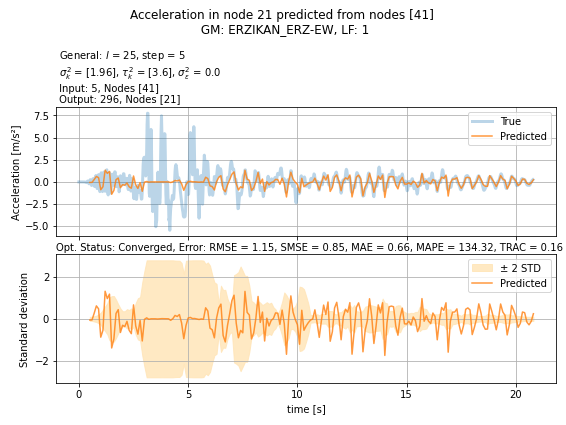 Acceleration in node 21 predicted from nodes [41]
GM: ERZIKAN_ERZ-EW, LF: 1
General: l = 25, step = 5
σ²ₖ = [1.96], τ²ₖ = [3.6], σ²ε = 0.0
Input: 5, Nodes [41]
Output: 296, Nodes [21]
Acceleration [m/s²]
7.5
5.0
2.5
0.0
−2.5
−5.0
True
Predicted
Opt. Status: Converged, Error: RMSE = 1.15, SMSE = 0.85, MAE = 0.66, MAPE = 134.32, TRAC = 0.16
Standard deviation
2
0
−2
± 2 STD
Predicted
0 5 10 15 20
time [s]